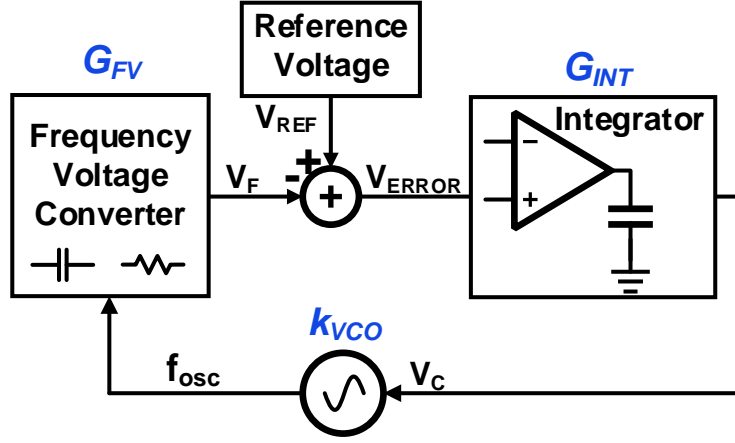 Reference
Voltage
G_FV
G_INT
Frequency
Voltage
Converter
V_REF
+
-
V_F
+
V_ERROR
Integrator
-
+
k_VCO
f_osc
V_C